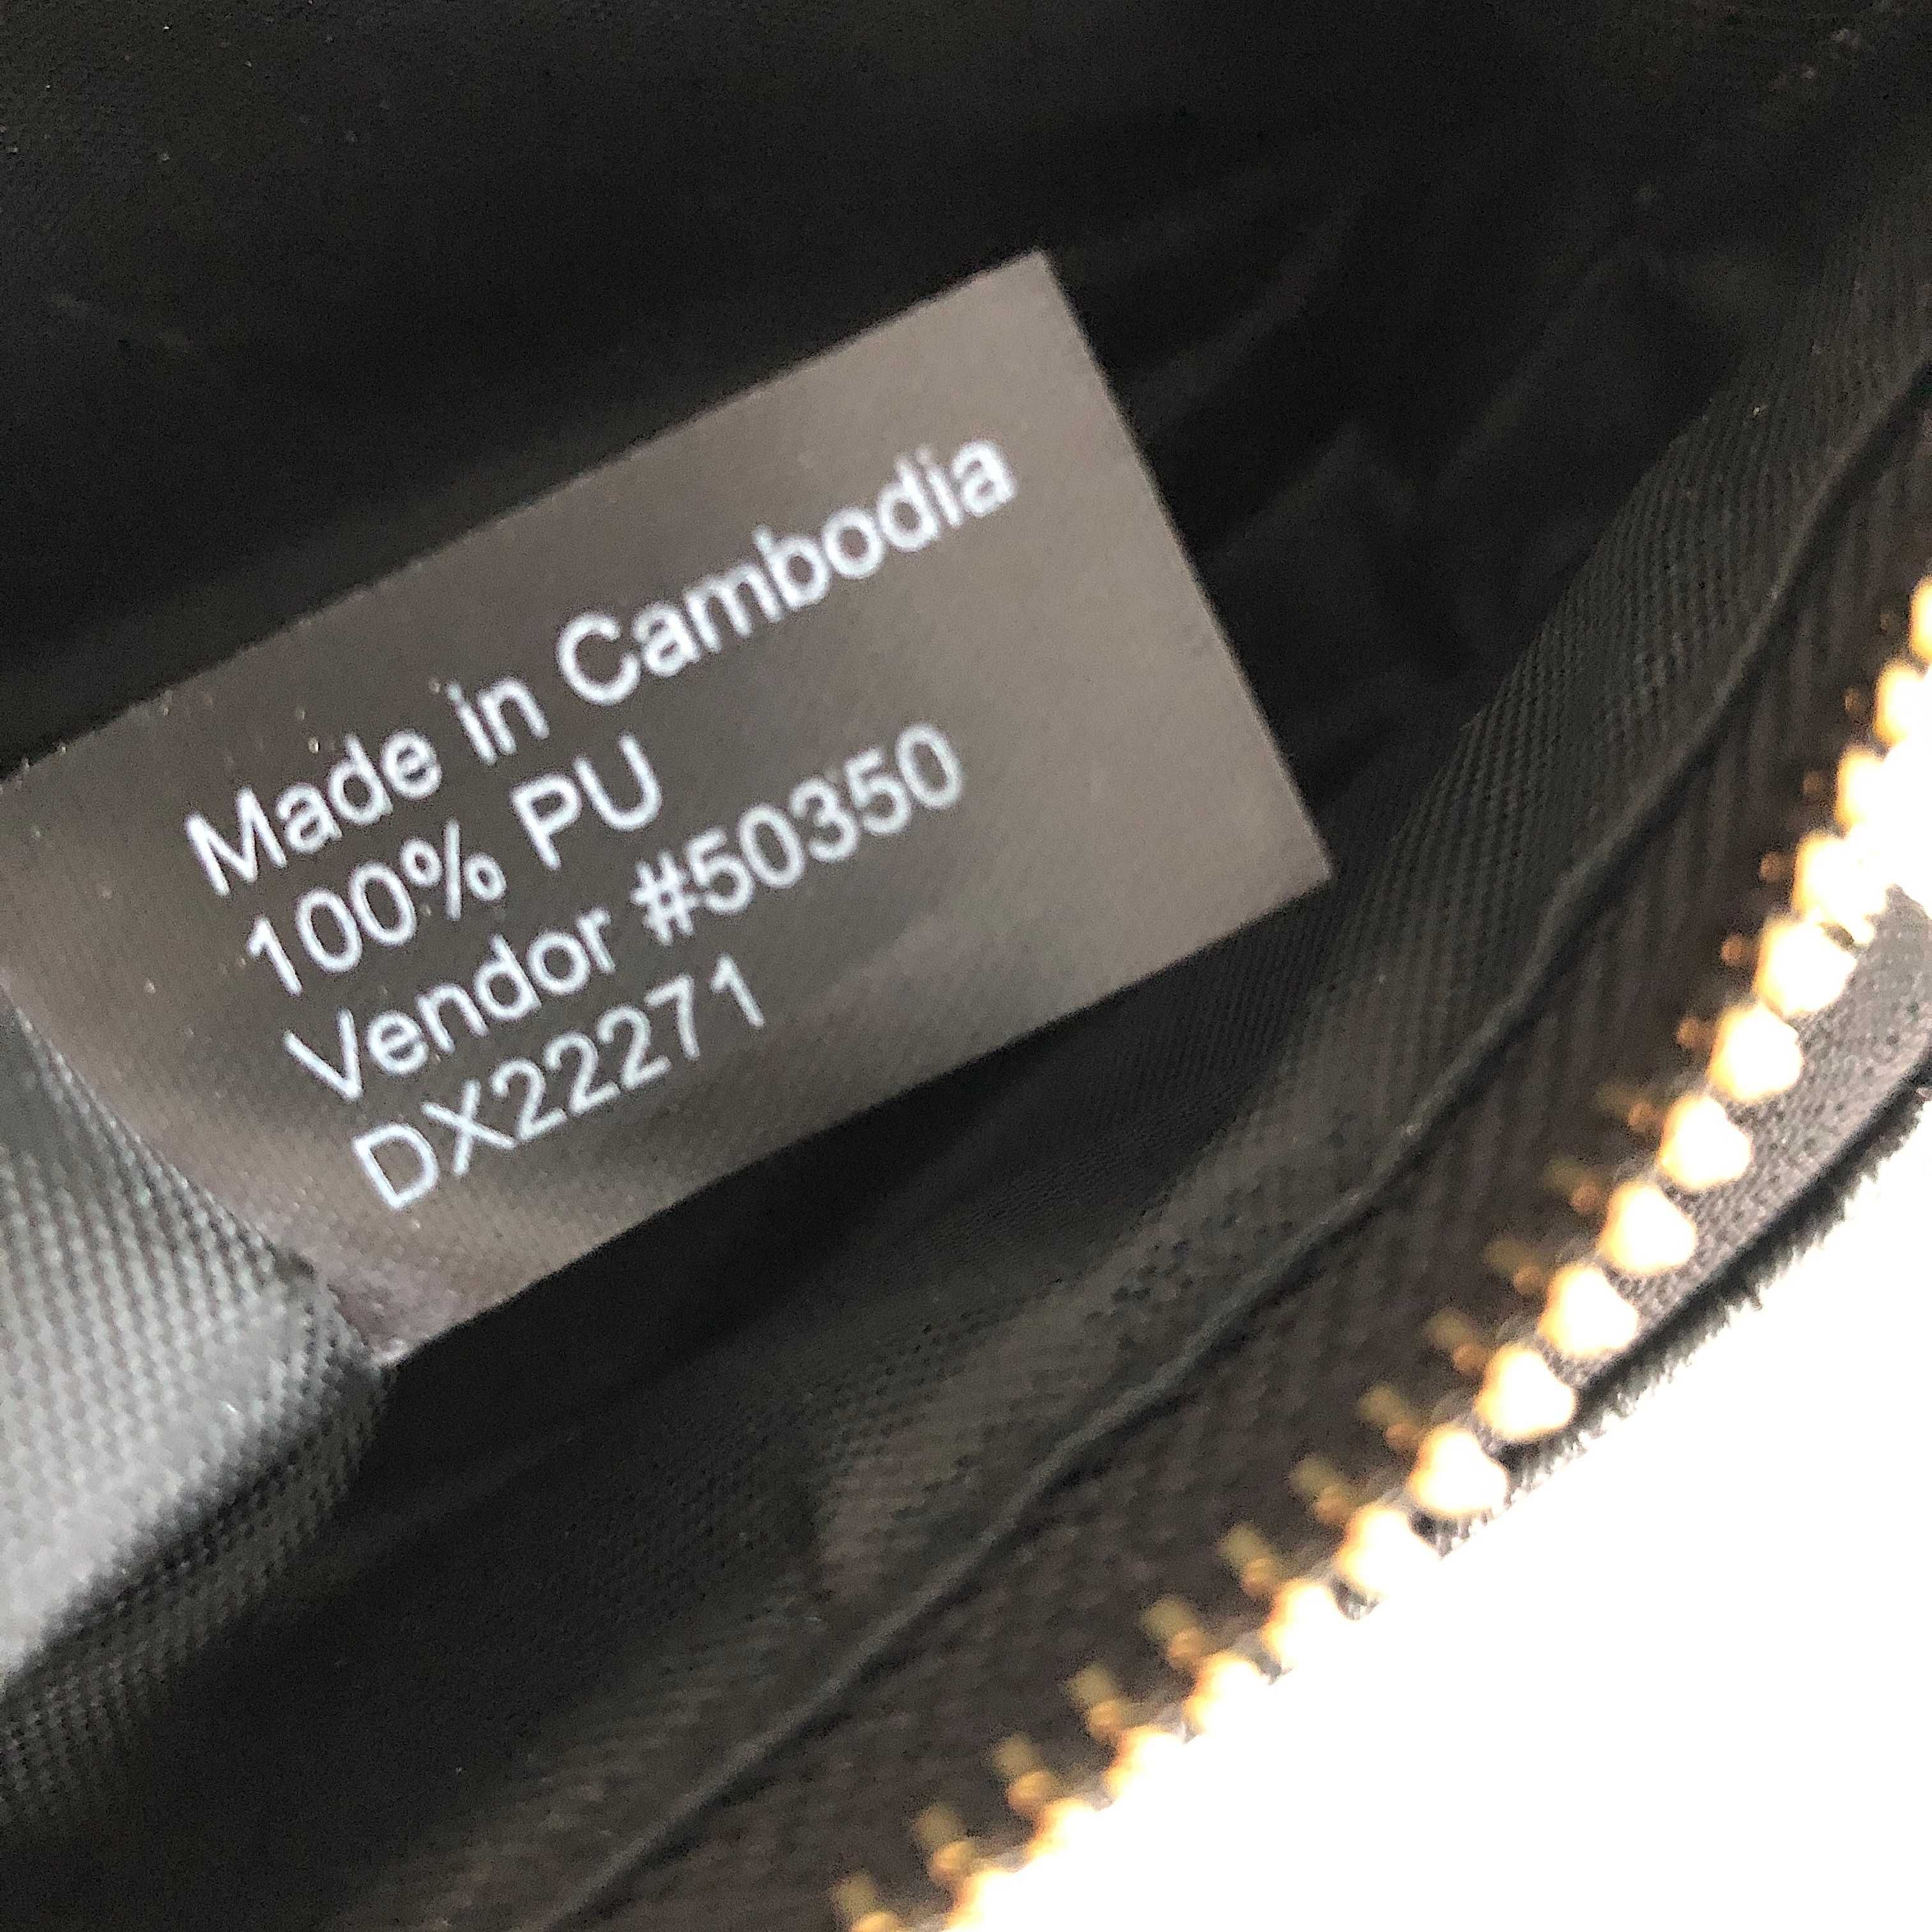 Made in Cambodia
100% PU
Vendor #50350
DX22271